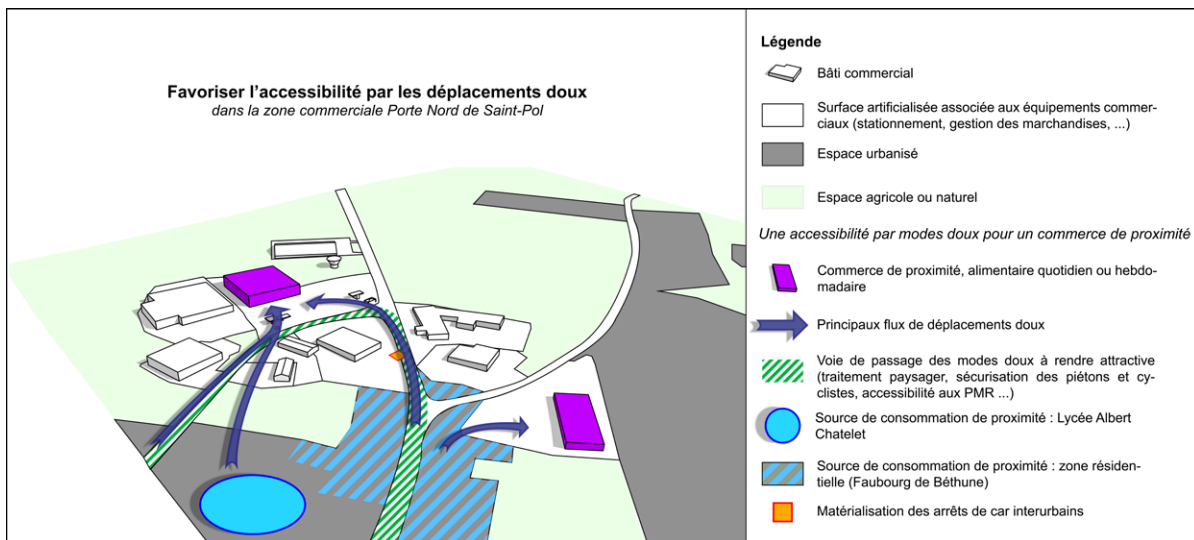 Favoriser l’accessibilité par les déplacements doux
dans la zone commerciale Porte Nord de Saint-Pol
Légende
Bâti commercial
Surface artificialisée associée aux équipements commer-
ciaux (stationnement, gestion des marchandises, ...)
Espace urbanisé
Espace agricole ou naturel
Une accessibilité par modes doux pour un commerce de proximité
Commerce de proximité, alimentaire quotidien ou hebdo-
madaire
Principaux flux de déplacements doux
Voie de passage des modes doux à rendre attractive
(traitement paysager, sécurisation des piétons et cy-
clistes, accessibilité aux PMR ...)
Source de consommation de proximité : Lycée Albert
Chatelet
Source de consommation de proximité : zone résiden-
tielle (Faubourg de Béthune)
Matérialisation des arrêts de car interurbains